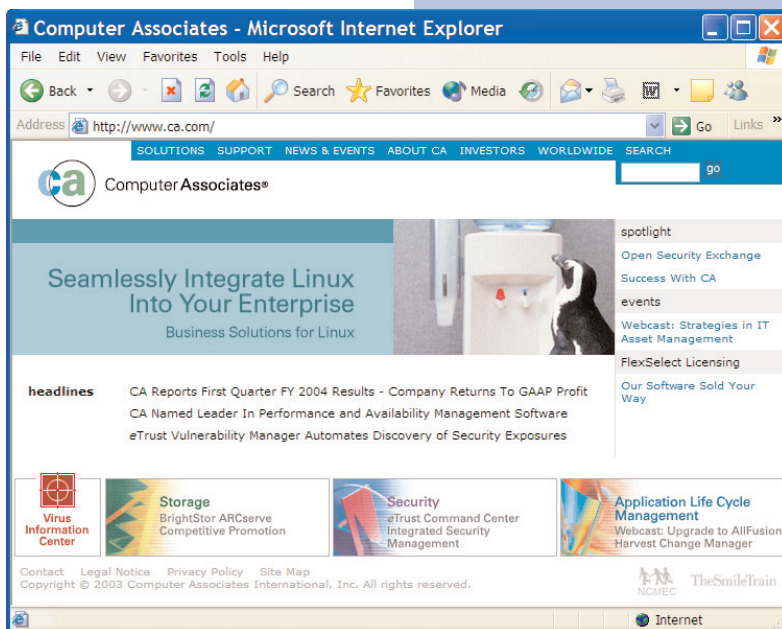 Computer Associates - Microsoft Internet Explorer
File Edit View Favorites Tools Help
Back Search Favorites Media W
Address http://www.ca.com/ Go Links »
SOLUTIONS SUPPORT NEWS & EVENTS ABOUT CA INVESTORS WORLDWIDE SEARCH
go
ca Computer Associates®
Seamlessly Integrate Linux
Into Your Enterprise
Business Solutions for Linux
spotlight
Open Security Exchange
Success With CA
events
Webcast: Strategies in IT
Asset Management
FlexSelect Licensing
Our Software Sold Your
Way
headlines
CA Reports First Quarter FY 2004 Results - Company Returns To GAAP Profit
CA Named Leader In Performance and Availability Management Software
eTrust Vulnerability Manager Automates Discovery of Security Exposures
Virus
Information
Center
Storage
BrightStor ARCserve
Competitive Promotion
Security
eTrust Command Center
Integrated Security
Management
Application Life Cycle
Management
Webcast: Upgrade to AllFusion
Harvest Change Manager
Contact Legal Notice Privacy Policy Site Map
Copyright © 2003 Computer Associates International, Inc. All rights reserved.
NCMEC
TheSmileTrain
Internet